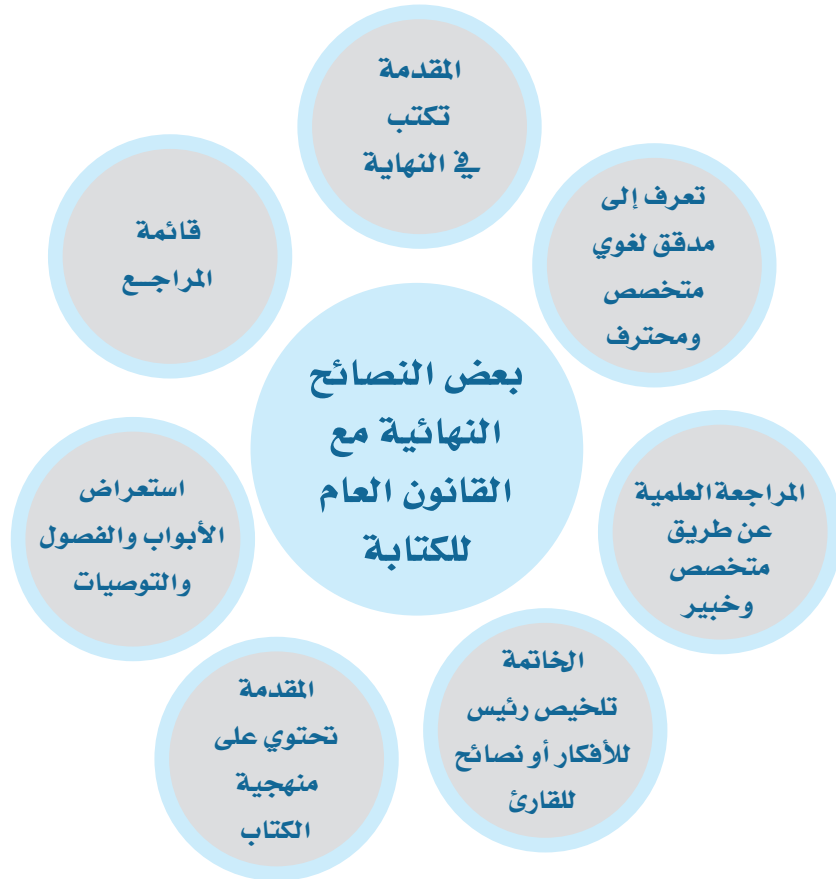 المقدمة
تكتب
في النهاية
تعرف إلى
مدقق لغوي
متخصص
ومحترف
قائمة
المراجــع
بعض النصائح
النهائية مع
القانون العام
للكتابة
المراجعة العلمية
عن طريق
متخصص
وخبير
استعراض
الأبواب والفصول
والتوصيات
الخاتمة
تلخيص رئيس
للأفكار أو نصائح
للقارئ
المقدمة
تحتوي على
منهجية
الكتاب